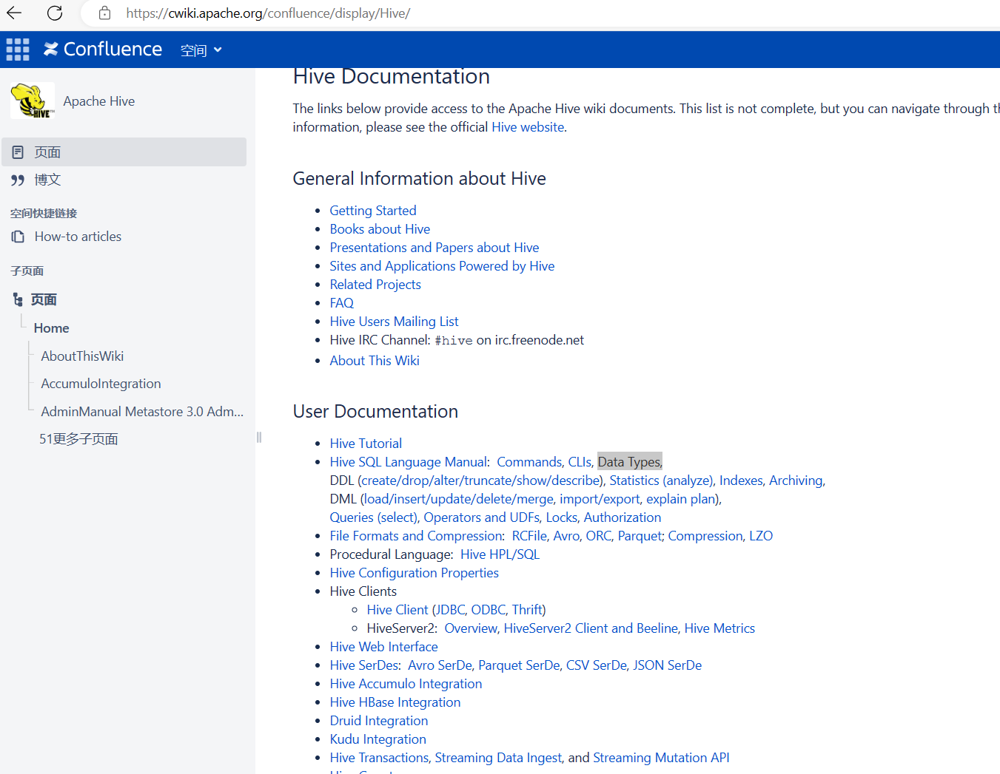 https://cwiki.apache.org/confluence/display/Hive/
Confluence 空间
HIVE
Apache Hive
页面
博文
空间快捷链接
How-to articles
子页面
页面
Home
AboutThisWiki
AccumuloIntegration
AdminManual Metastore 3.0 Adm...
51更多子页面
Hive Documentation
The links below provide access to the Apache Hive wiki documents. This list is not complete, but you can navigate through
information, please see the official Hive website.
General Information about Hive
• Getting Started
• Books about Hive
• Presentations and Papers about Hive
• Sites and Applications Powered by Hive
• Related Projects
• FAQ
• Hive Users Mailing List
• Hive IRC Channel: #hive on irc.freenode.net
• About This Wiki
User Documentation
• Hive Tutorial
• Hive SQL Language Manual: Commands, CLIs, Data Types,
DDL (create/drop/alter/truncate/show/describe), Statistics (analyze), Indexes, Archiving,
DML (load/insert/update/delete/merge, import/export, explain plan),
Queries (select), Operators and UDFs, Locks, Authorization
• File Formats and Compression: RCFile, Avro, ORC, Parquet; Compression, LZO
• Procedural Language: Hive HPL/SQL
• Hive Configuration Properties
• Hive Clients
◦ Hive Client (JDBC, ODBC, Thrift)
◦ HiveServer2: Overview, HiveServer2 Client and Beeline, Hive Metrics
• Hive Web Interface
• Hive SerDes: Avro SerDe, Parquet SerDe, CSV SerDe, JSON SerDe
• Hive Accumulo Integration
• Hive HBase Integration
• Druid Integration
• Kudu Integration
• Hive Transactions, Streaming Data Ingest, and Streaming Mutation API